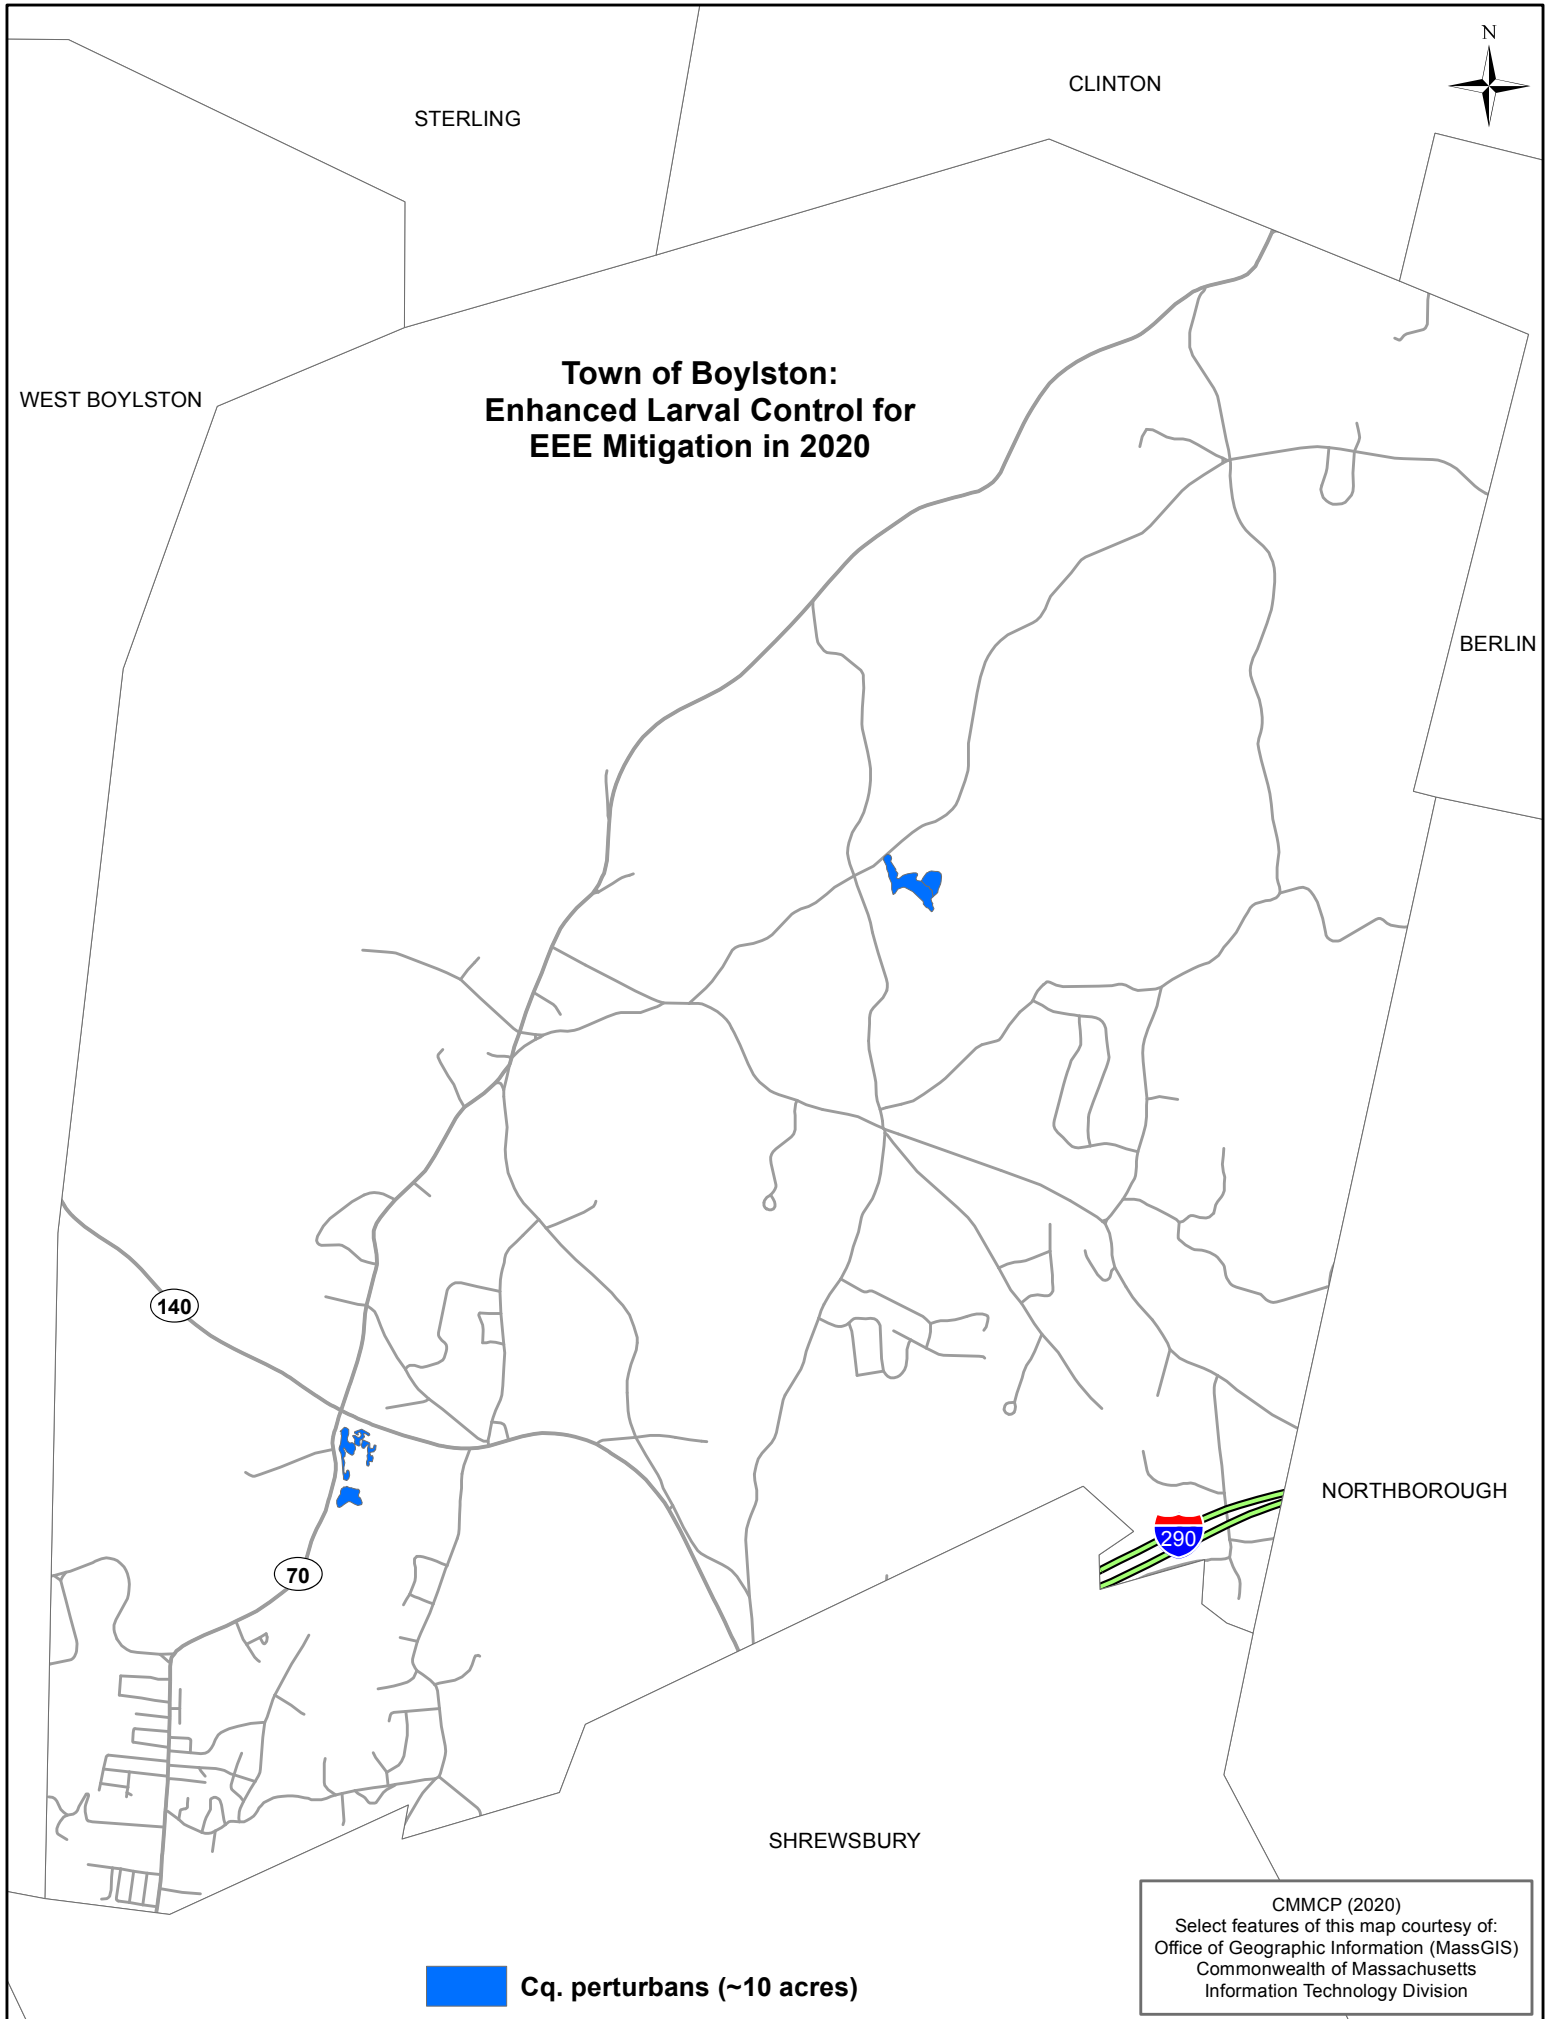 N
CLINTON
STERLING
Town of Boylston:
Enhanced Larval Control for
EEE Mitigation in 2020
WEST BOYLSTON
BERLIN
140
NORTHBOROUGH
290
70
SHREWSBURY
CMMCP (2020)
Select features of this map courtesy of:
Office of Geographic Information (MassGIS)
Commonwealth of Massachusetts
Information Technology Division
Cq. perturbans (~10 acres)